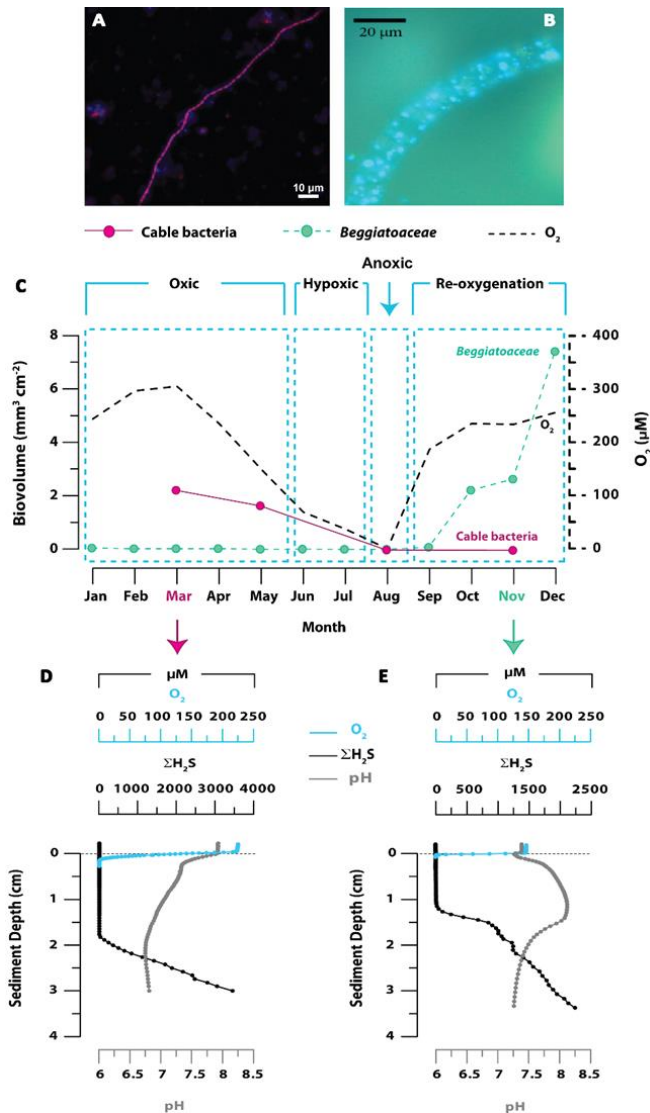 A
B
20 µm
10 µm
Cable bacteria
Beggiatoaceae
O₂
Anoxic
C
Oxic
Hypoxic
Re-oxygenation
8
6
4
2
0
Biovolume (mm³ cm⁻²)
Beggiatoaceae
O₂
Cable bacteria
400
300
200
100
0
O₂ (µM)
Jan Feb Mar Apr May Jun Jul Aug Sep Oct Nov Dec
Month
D
µM
O₂
0 50 100 150 200 250
ΣH₂S
0 1000 2000 3000 4000
O₂
ΣH₂S
pH
E
µM
O₂
0 50 100 150 200 250
ΣH₂S
0 500 1500 2500
Sediment Depth (cm)
0
1
2
3
4
6 6.5 7 7.5 8 8.5
pH
Sediment Depth (cm)
0
1
2
3
4
6 6.5 7 7.5 8 8.5
pH